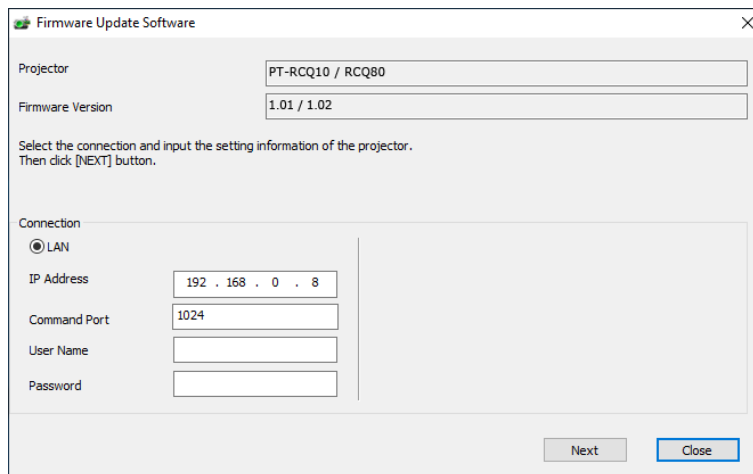 Firmware Update Software
Projector
PT-RCQ10 / RCQ80
Firmware Version
1.01 / 1.02
Select the connection and input the setting information of the projector.
Then click [NEXT] button.
Connection
LAN
IP Address
192 . 168 . 0 . 8
Command Port
1024
User Name
Password
Next
Close